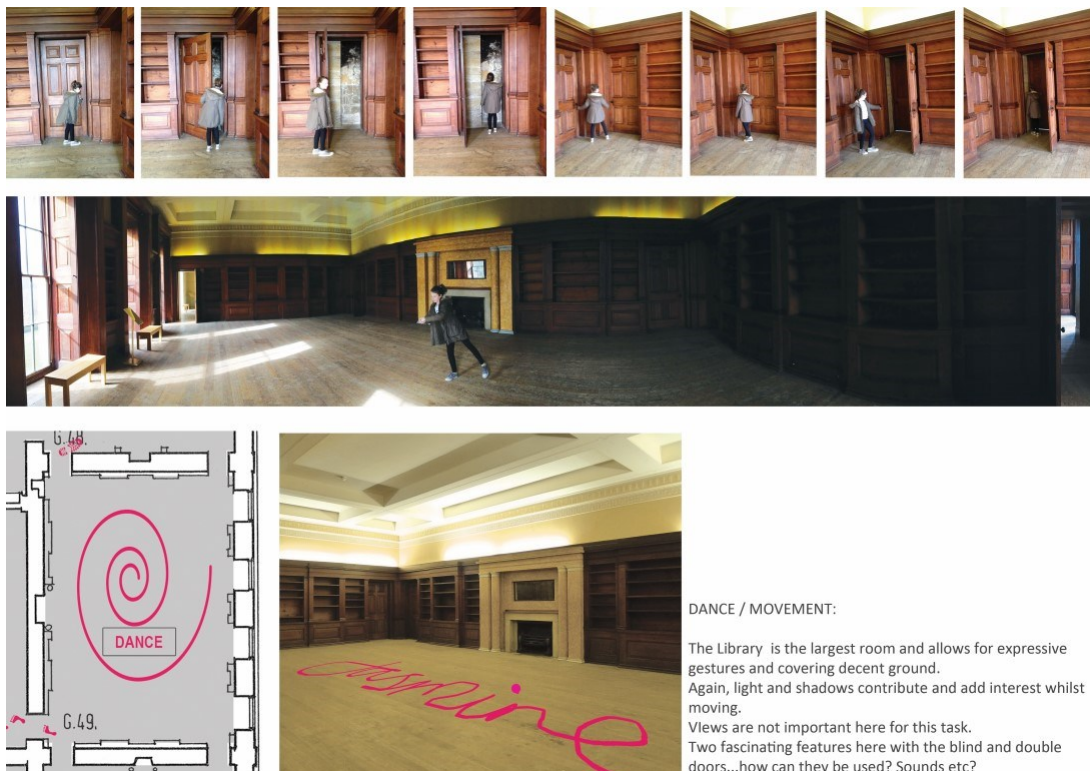 G.48.
DANCE
G.49.
Jasmine
DANCE / MOVEMENT:
The Library is the largest room and allows for expressive
gestures and covering decent ground.
Again, light and shadows contribute and add interest whilst
moving.
VIews are not important here for this task.
Two fascinating features here with the blind and double
doors...how can they be used? Sounds etc?